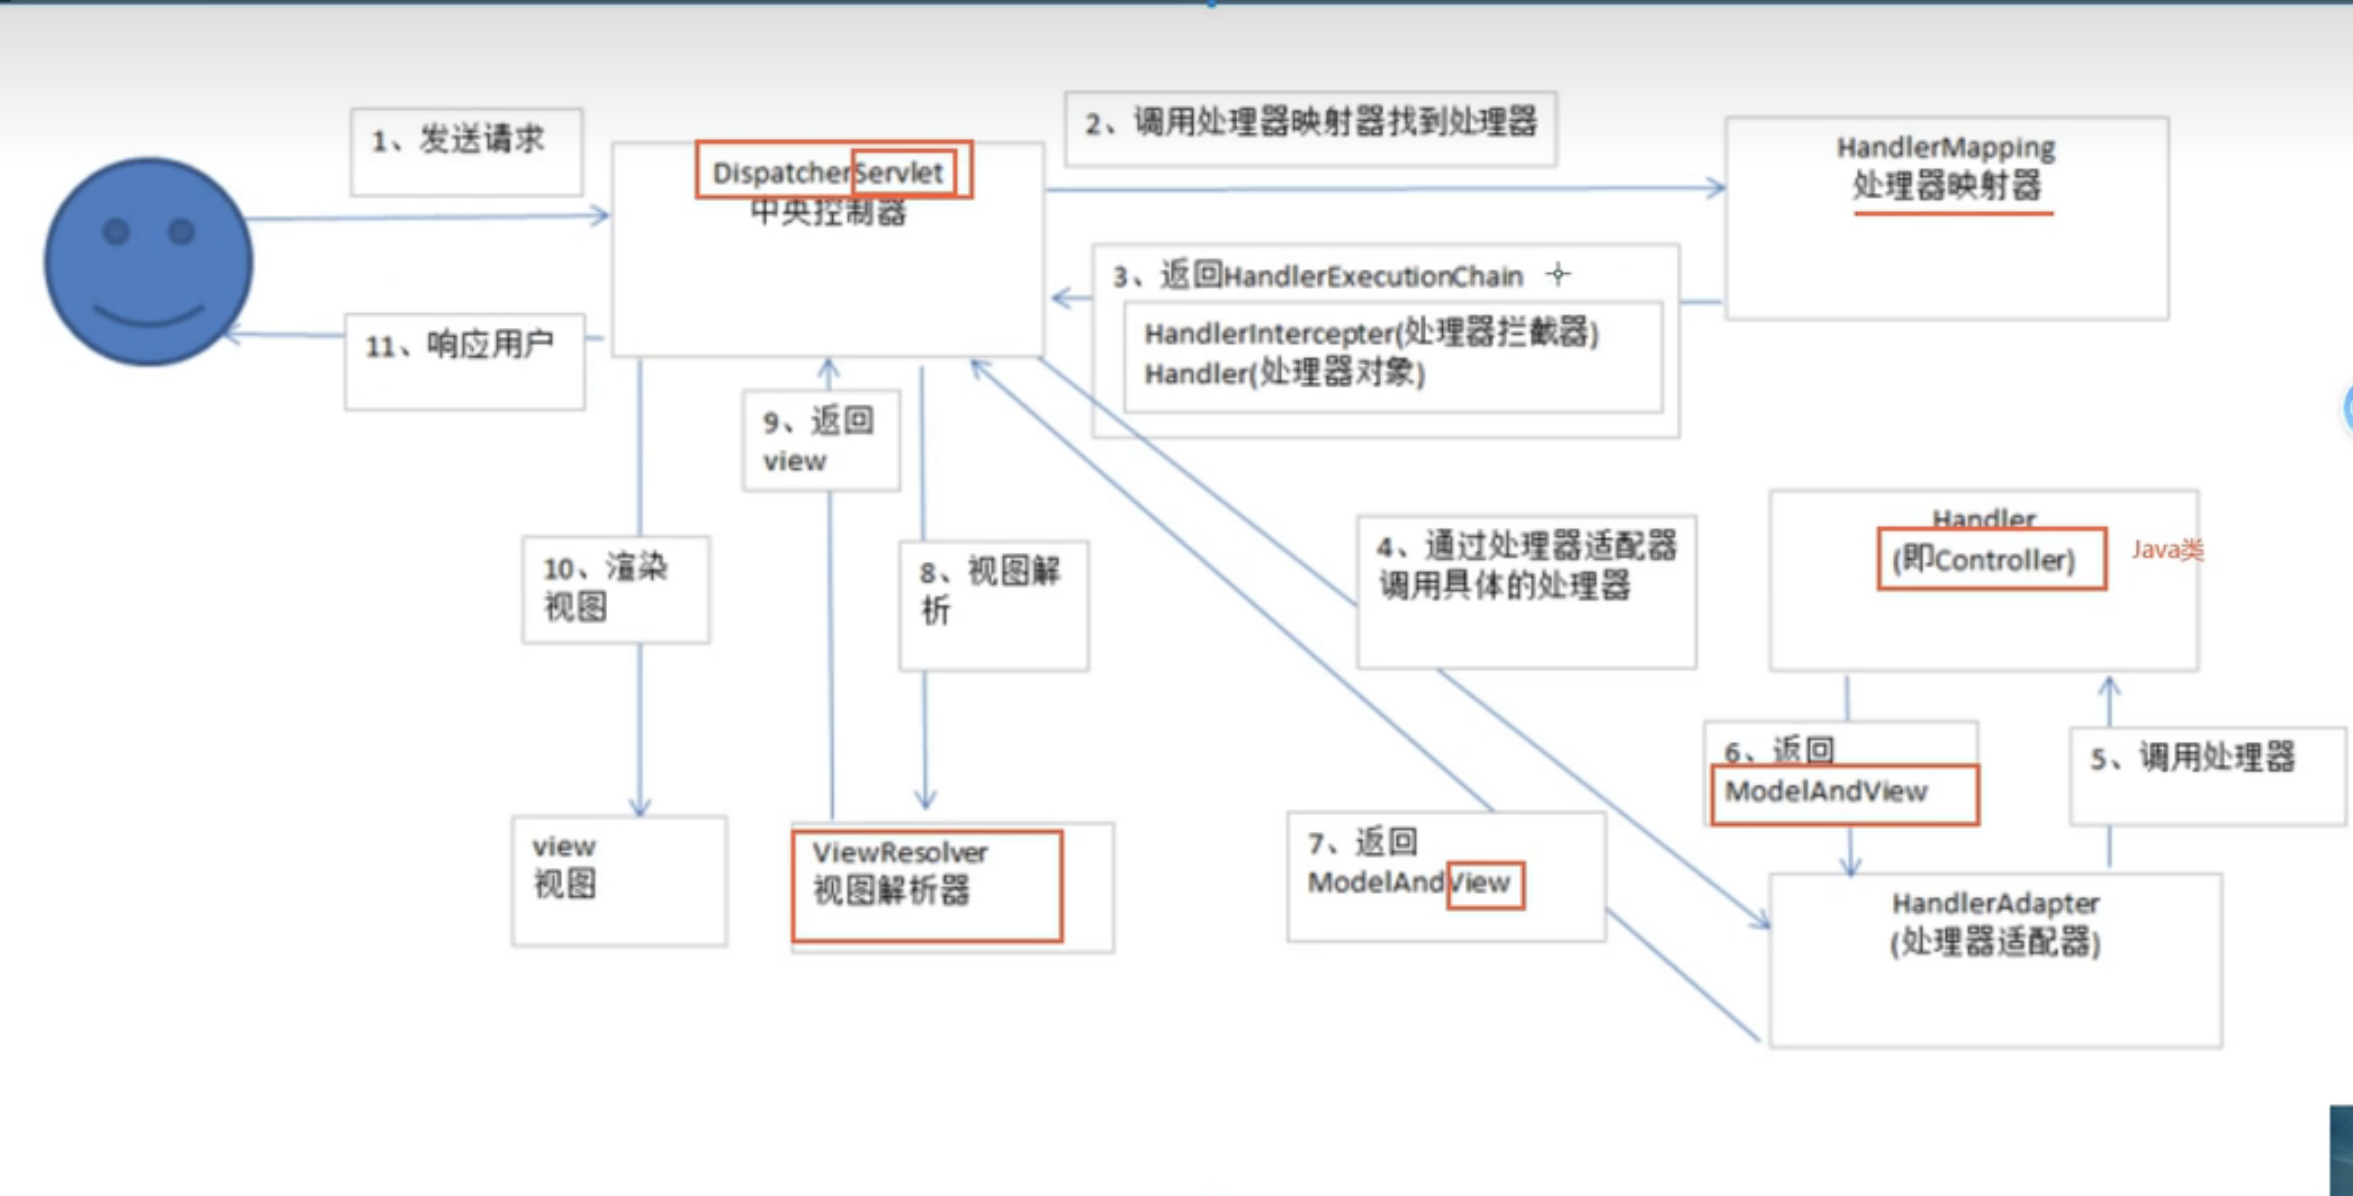 1、发送请求
DispatcherServlet
中央控制器
2、调用处理器映射器找到处理器
HandlerMapping
处理器映射器
3、返回HandlerExecutionChain
HandlerIntercepter(处理器拦截器)
Handler(处理器对象)
11、响应用户
9、返回
view
10、渲染
视图
8、视图解
析
4、通过处理器适配器
调用具体的处理器
Handler
(即Controller)
Java类
6、返回
ModelAndView
5、调用处理器
7、返回
ModelAndView
view
视图
ViewResolver
视图解析器
HandlerAdapter
(处理器适配器)